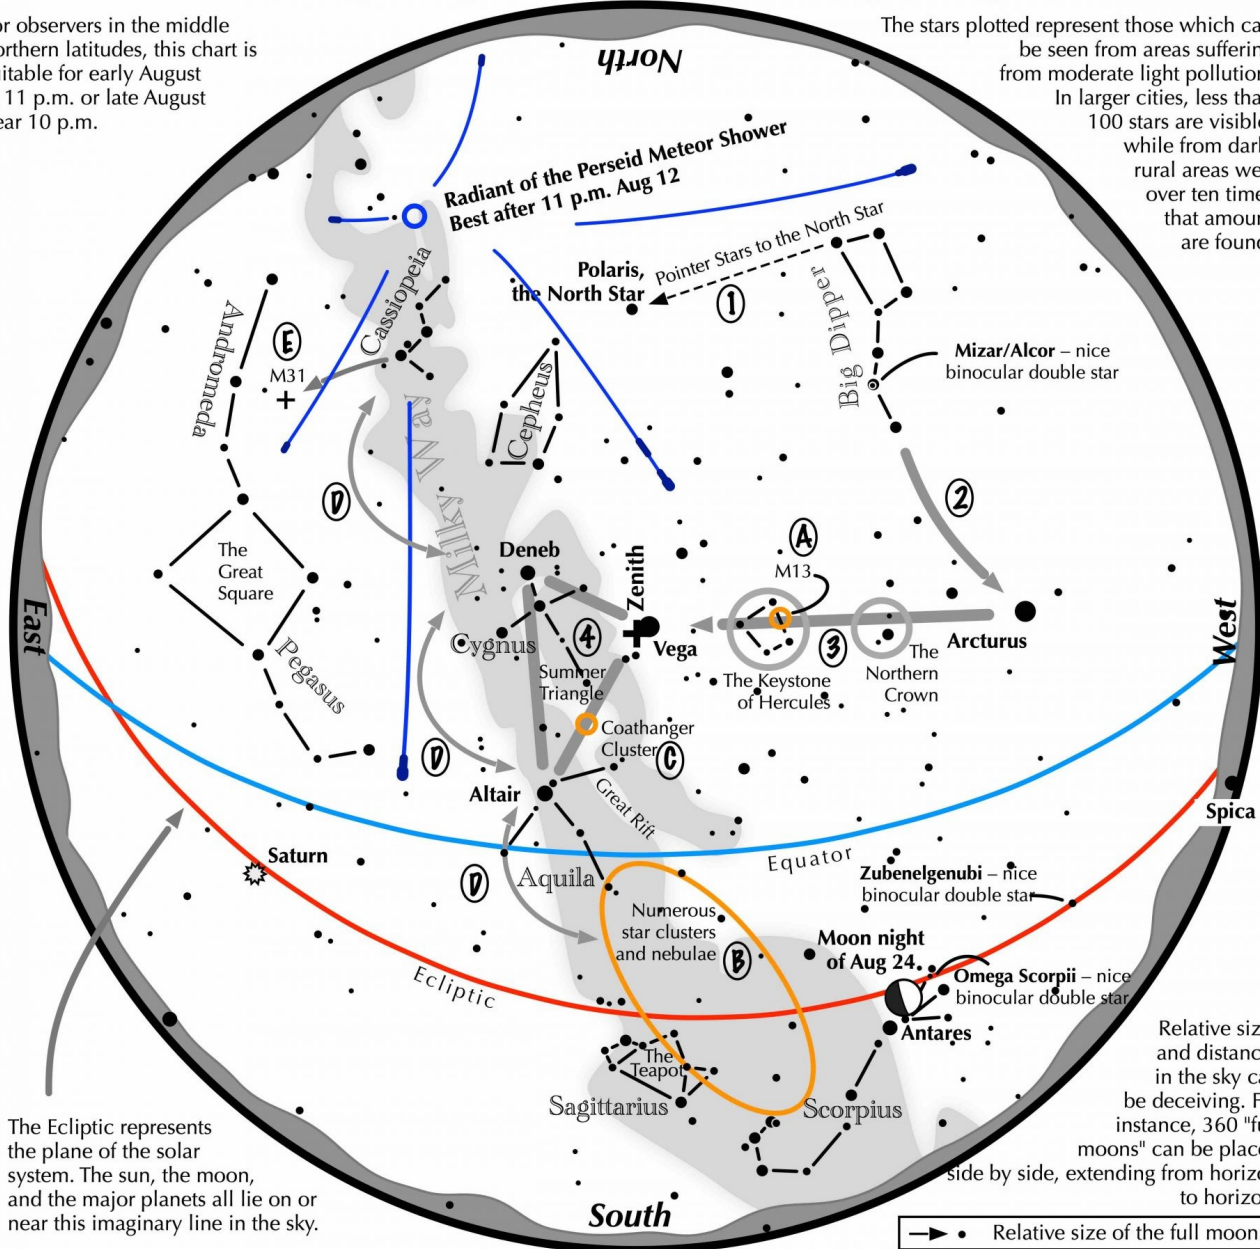 or observers in the middle
orthern latitudes, this chart is
itable for early August
11 p.m. or late August
ear 10 p.m.
The stars plotted represent those which ca
be seen from areas sufferin
from moderate light pollution
In larger cities, less tha
100 stars are visible
while from dark
rural areas we
over ten time
that amoun
are found
North
Radiant of the Perseid Meteor Shower
Best after 11 p.m. Aug 12
Polaris,
the North Star
Pointer Stars to the North Star
1
Cassiopeia
Andromeda
E
M31
Big Dipper
Mizar/Alcor – nice
binocular double star
Cepheus
Milky Way
D
2
A
M13
Deneb
Zenith
The
Great
Square
East
West
Cygnus
4
Vega
3
Arcturus
The
Northern
Crown
Summer
Triangle
The Keystone
of Hercules
Pegasus
Coathanger
Cluster
C
D
Altair
Great Rift
Spica
Equator
Saturn
Aquila
D
Zubenelgenubi – nice
binocular double star
Numerous
star clusters
and nebulae
B
Moon night
of Aug 24
Omega Scorpii – nice
binocular double star
Ecliptic
Antares
The
Teapot
Sagittarius
Scorpius
South
The Ecliptic represents
the plane of the solar
system. The sun, the moon,
and the major planets all lie on or
near this imaginary line in the sky.
Relative siz
and distanc
in the sky ca
be deceiving. F
instance, 360 "fu
moons" can be place
side by side, extending from horizo
to horizo
Relative size of the full moon